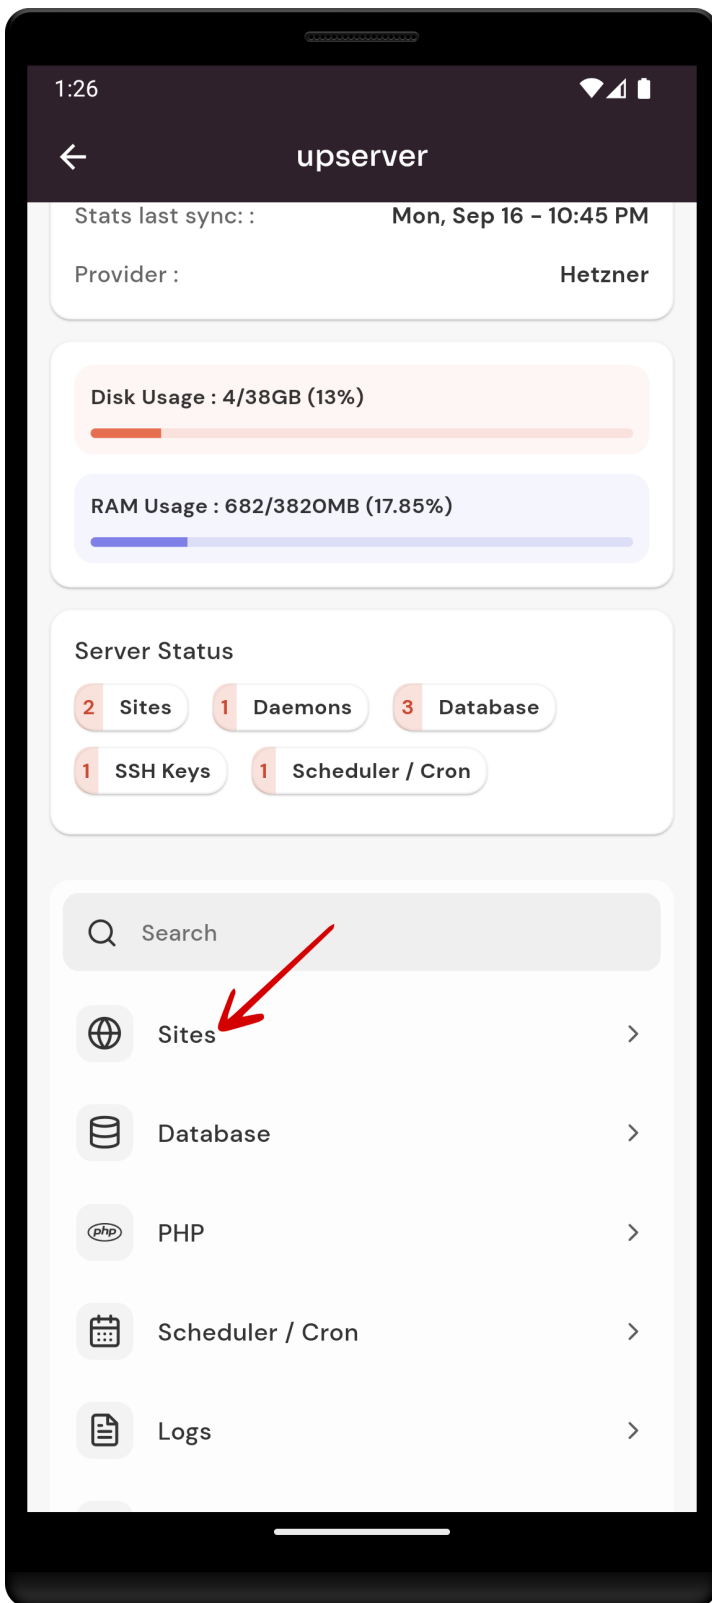 1:26
upserver
Stats last sync: : Mon, Sep 16 - 10:45 PM
Provider : Hetzner
Disk Usage : 4/38GB (13%)
RAM Usage : 682/3820MB (17.85%)
Server Status
2 Sites 1 Daemons 3 Database
1 SSH Keys 1 Scheduler / Cron
Search
Sites
Database
php PHP
Scheduler / Cron
Logs